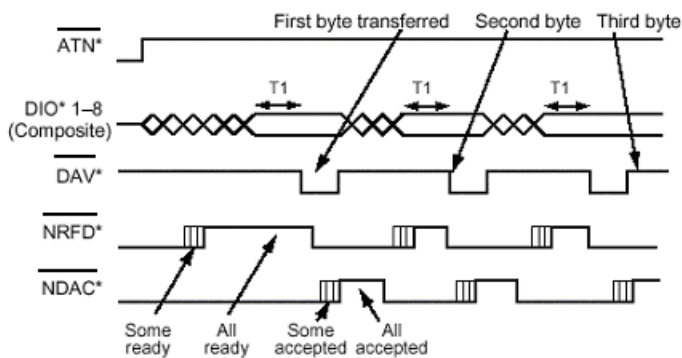 First byte transferred Second byte Third byte
ATN*
T1 T1 T1
DIO* 1–8
(Composite)
DAV*
NRFD*
NDAC*
Some ready
All ready
Some accepted
All accepted